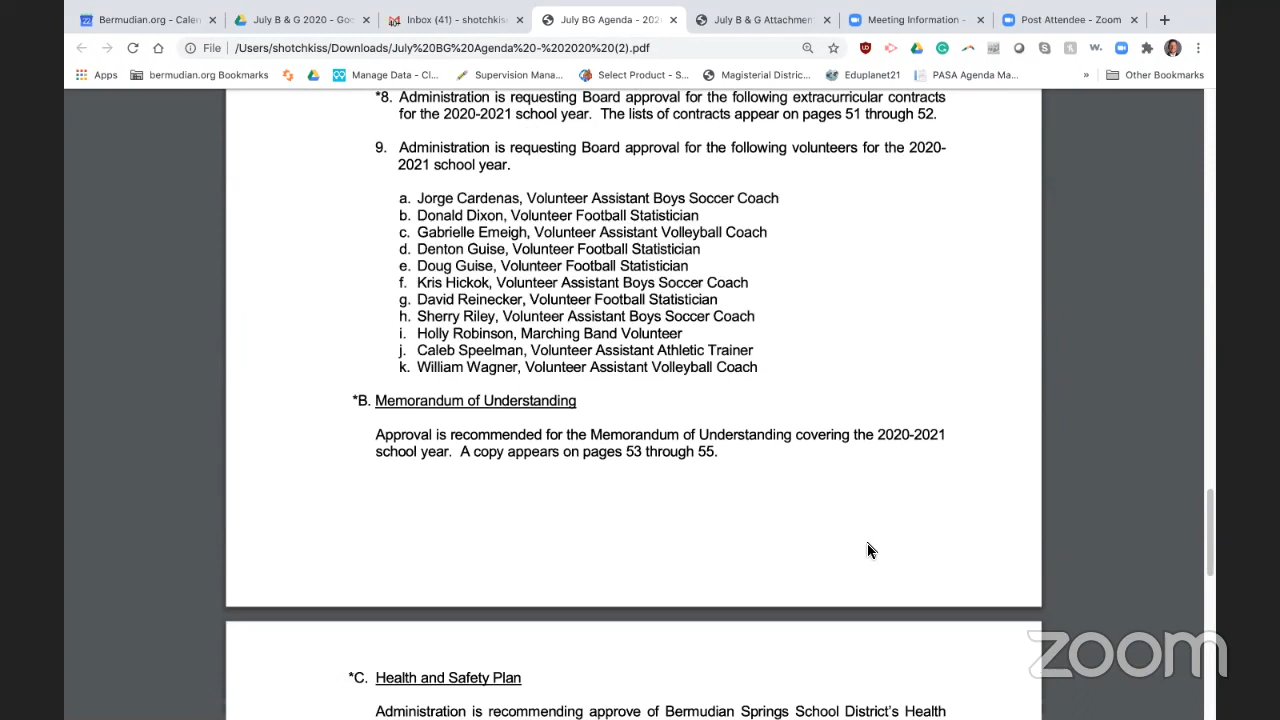 Bermudian.org - Cale
July B & G 2020 - Goo
Inbox (41) - shotchkiss
July BG Agenda - 202
July B & G Attachmen
Meeting Information -
Post Attendee - Zoom
File /Users/shotchkiss/Downloads/July%20BG%20Agenda%20-%202020%20(2).pdf
Apps bermudian.org Bookmarks Manage Data - Cl... Supervision Mana... Select Product - S... Magisterial Distric... Eduplanet21 PASA Agenda Ma... » Other Bookmarks
*8. Administration is requesting Board approval for the following extracurricular contracts
for the 2020-2021 school year. The lists of contracts appear on pages 51 through 52.
9. Administration is requesting Board approval for the following volunteers for the 2020-
2021 school year.
a. Jorge Cardenas, Volunteer Assistant Boys Soccer Coach
b. Donald Dixon, Volunteer Football Statistician
c. Gabrielle Emeigh, Volunteer Assistant Volleyball Coach
d. Denton Guise, Volunteer Football Statistician
e. Doug Guise, Volunteer Football Statistician
f. Kris Hickok, Volunteer Assistant Boys Soccer Coach
g. David Reinecker, Volunteer Football Statistician
h. Sherry Riley, Volunteer Assistant Boys Soccer Coach
i. Holly Robinson, Marching Band Volunteer
j. Caleb Speelman, Volunteer Assistant Athletic Trainer
k. William Wagner, Volunteer Assistant Volleyball Coach
*B. Memorandum of Understanding
Approval is recommended for the Memorandum of Understanding covering the 2020-2021
school year. A copy appears on pages 53 through 55.
*C. Health and Safety Plan
Administration is recommending approve of Bermudian Springs School District's Health
zoom